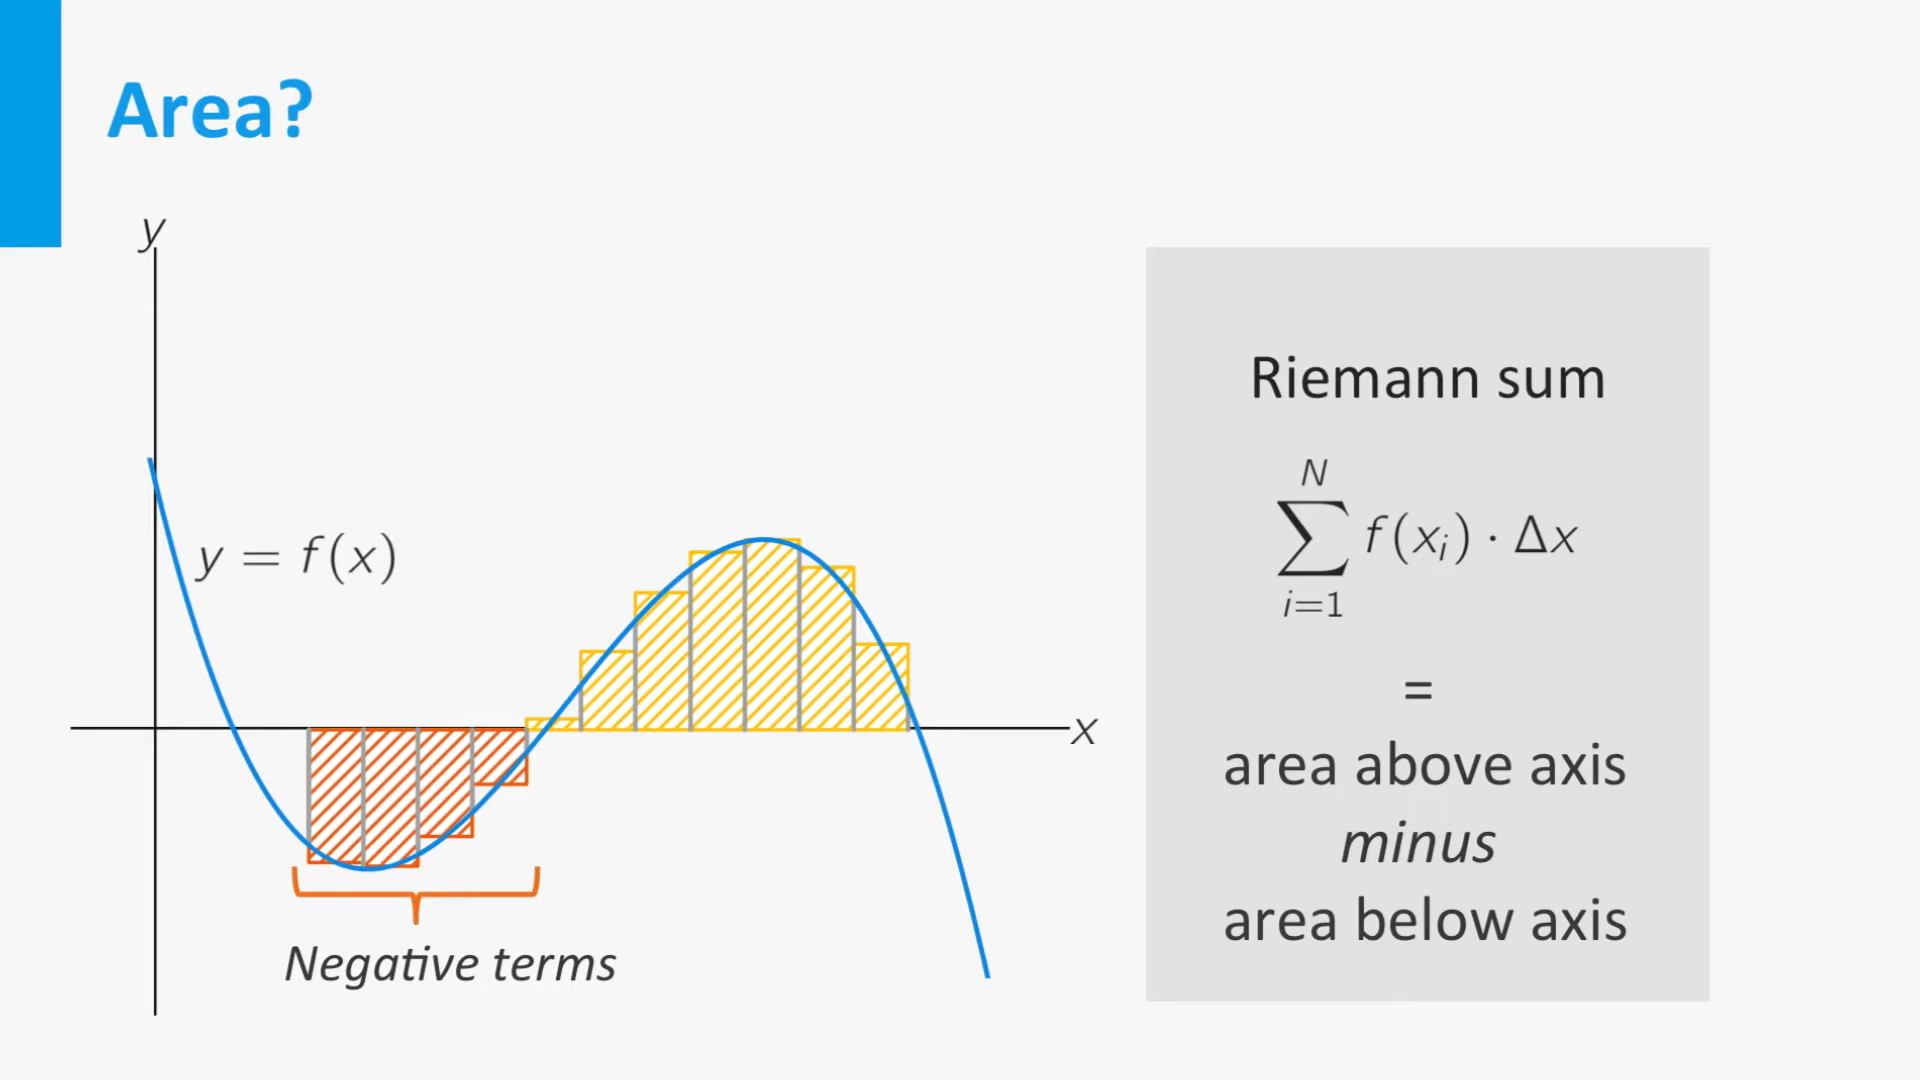 Area?
y
y = f(x)
x
Negative terms
Riemann sum
N
∑ f(xᵢ) · Δx
i=1
=
area above axis
minus
area below axis